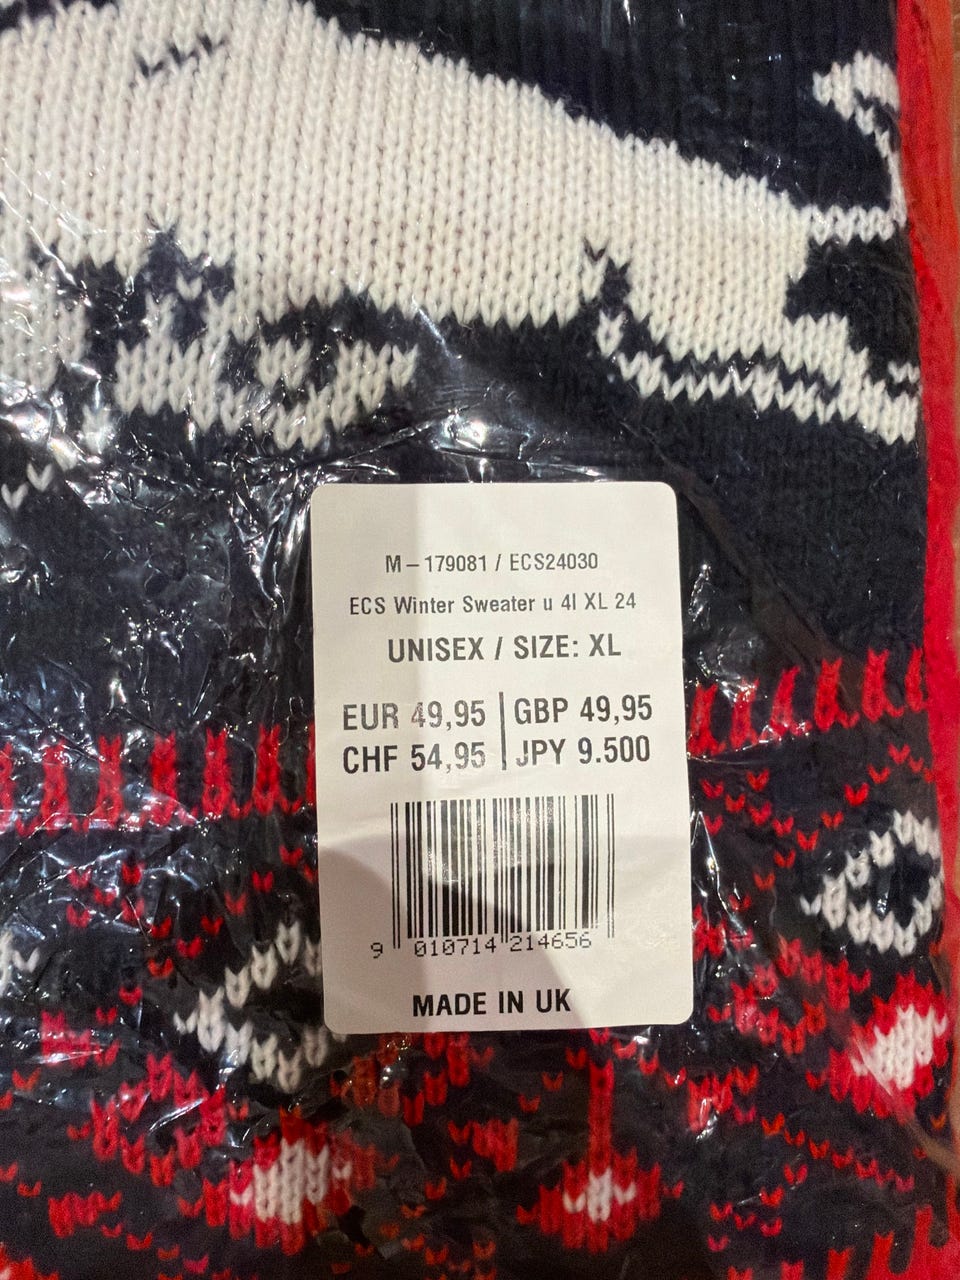 M – 179081 / ECS24030
ECS Winter Sweater u 4l XL 24
UNISEX / SIZE: XL
EUR 49,95 | GBP 49,95
CHF 54,95 | JPY 9.500
9 010714 214656
MADE IN UK